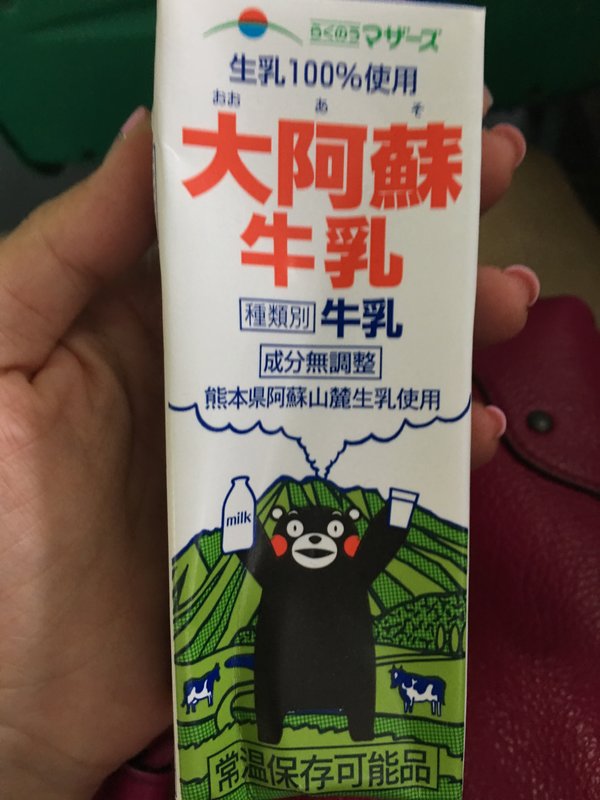 らくのうマザーズ
生乳100%使用
おお あ そ
大阿蘇
牛乳
種類別 牛乳
成分無調整
熊本県阿蘇山麓生乳使用
milk
常温保存可能品